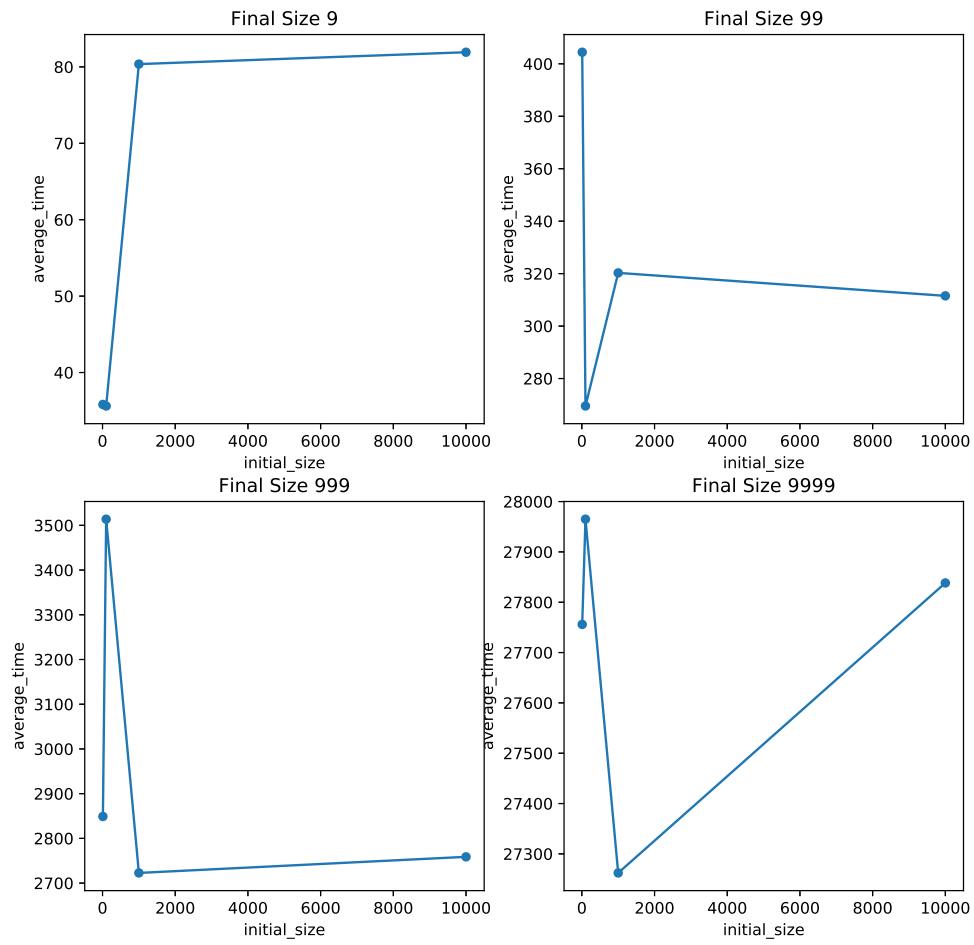 Final Size 9
80
70
60
50
40
average_time
0 2000 4000 6000 8000 10000
initial_size
Final Size 99
400
380
360
340
320
300
280
average_time
0 2000 4000 6000 8000 10000
initial_size
Final Size 999
3500
3400
3300
3200
3100
3000
2900
2800
2700
average_time
0 2000 4000 6000 8000 10000
initial_size
Final Size 9999
28000
27900
27800
27700
27600
27500
27400
27300
average_time
0 2000 4000 6000 8000 10000
initial_size